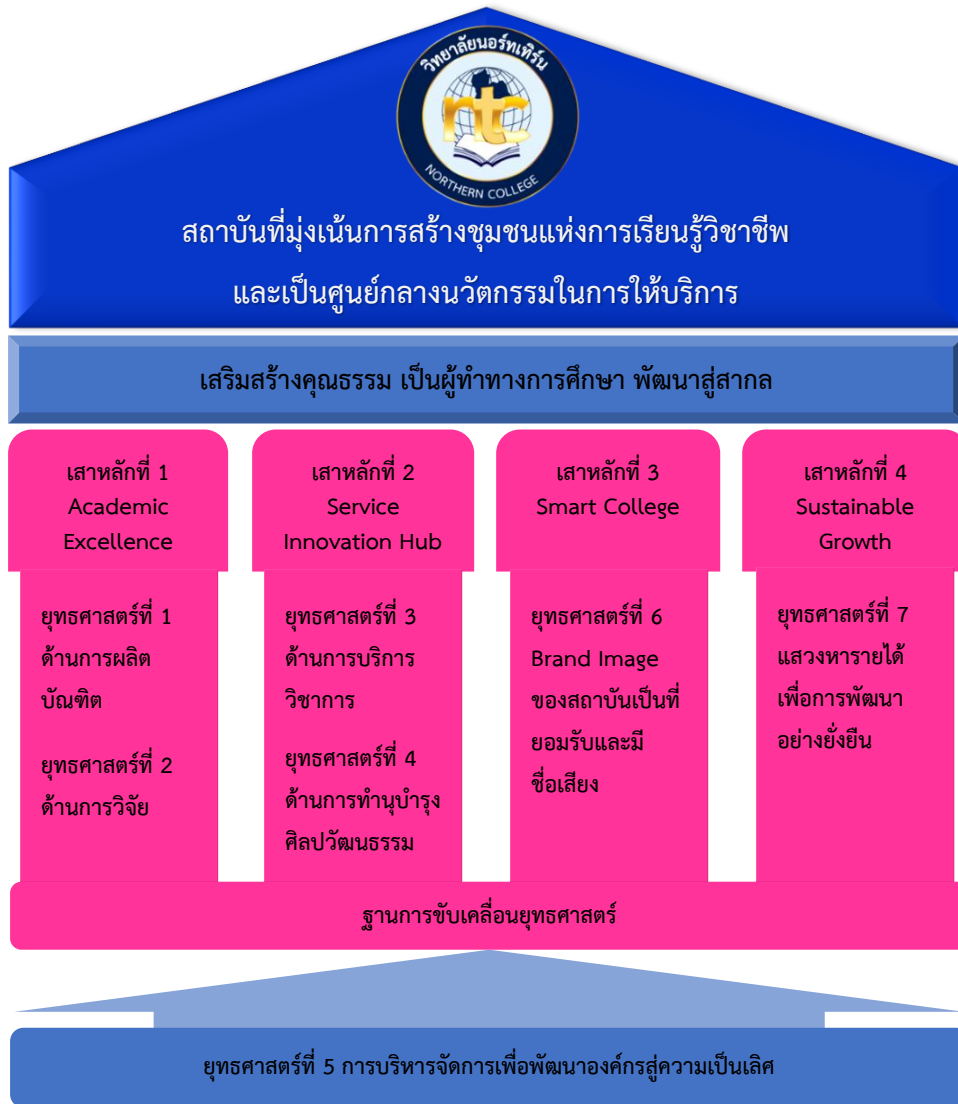 วิทยาลัยนอร์ทเทิร์น
ntc
NORTHERN COLLEGE
สถาบันที่มุ่งเน้นการสร้างชุมชนแห่งการเรียนรู้วิชาชีพ
และเป็นศูนย์กลางนวัตกรรมในการให้บริการ
เสริมสร้างคุณธรรม เป็นผู้ทำทางการศึกษา พัฒนาสู่สากล
เสาหลักที่ 1
Academic
Excellence
ยุทธศาสตร์ที่ 1
ด้านการผลิต
บัณฑิต
ยุทธศาสตร์ที่ 2
ด้านการวิจัย
เสาหลักที่ 2
Service
Innovation Hub
ยุทธศาสตร์ที่ 3
ด้านการบริการ
วิชาการ
ยุทธศาสตร์ที่ 4
ด้านการทำนุบำรุง
ศิลปวัฒนธรรม
เสาหลักที่ 3
Smart College
ยุทธศาสตร์ที่ 6
Brand Image
ของสถาบันเป็นที่
ยอมรับและมี
ชื่อเสียง
เสาหลักที่ 4
Sustainable
Growth
ยุทธศาสตร์ที่ 7
แสวงหารายได้
เพื่อการพัฒนา
อย่างยั่งยืน
ฐานการขับเคลื่อนยุทธศาสตร์
ยุทธศาสตร์ที่ 5 การบริหารจัดการเพื่อพัฒนาองค์กรสู่ความเป็นเลิศ